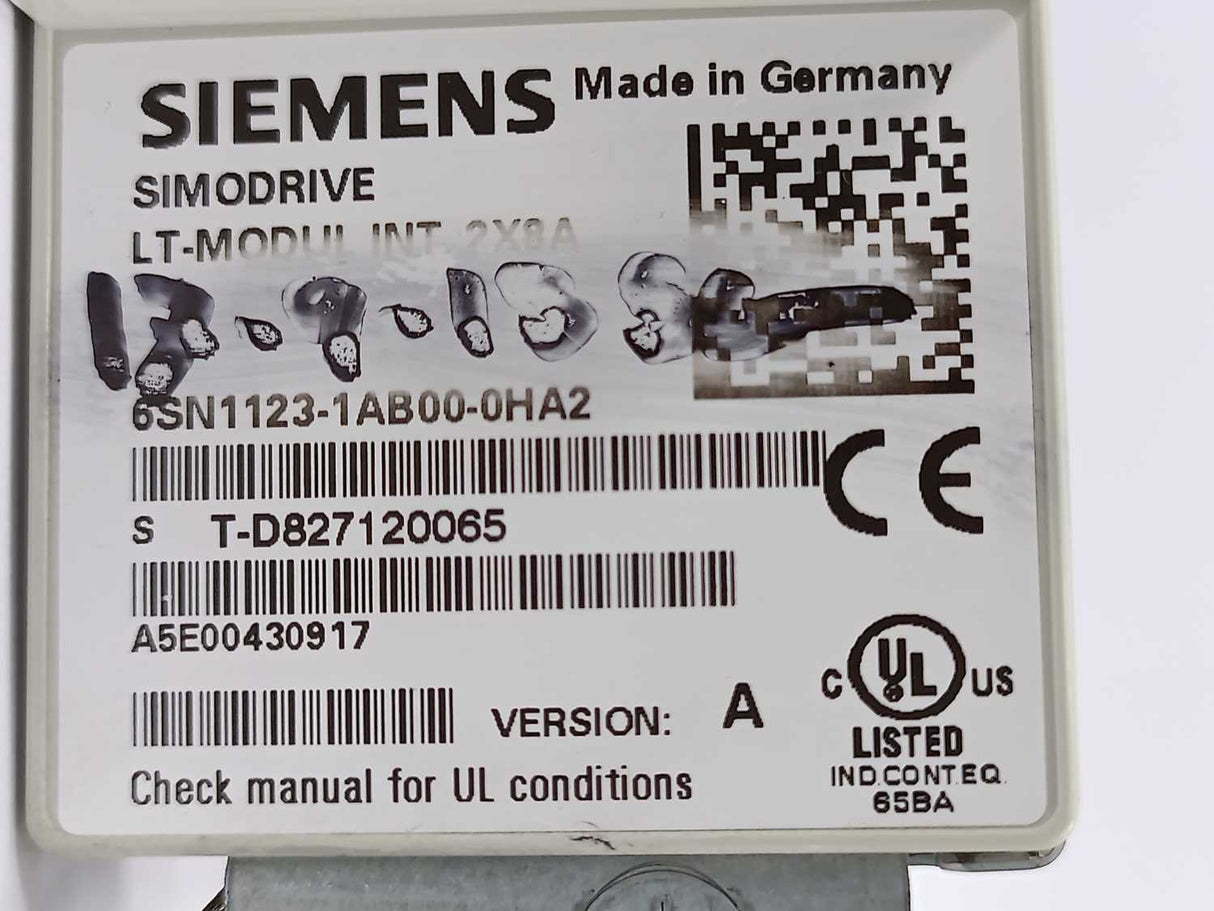 SIEMENS Made in Germany
SIMODRIVE
LT-MODUL INT. 2X8A
6SN1123-1AB00-0HA2
S T-D827120065
A5E00430917
VERSION: A
Check manual for UL conditions
CE
C UL US
LISTED
IND.CONT.EQ.
65BA